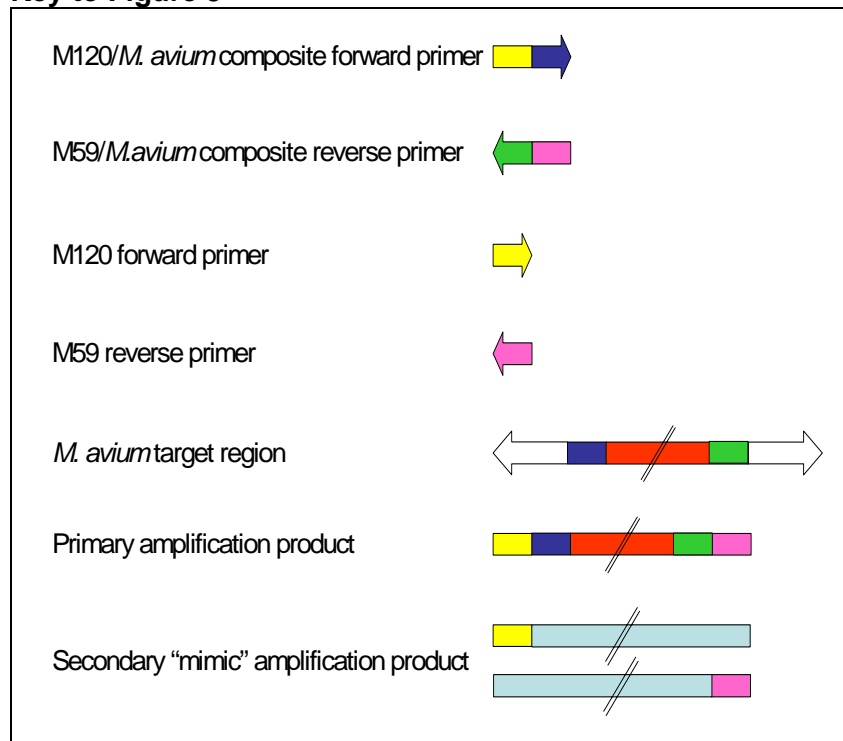 M120/M. avium composite forward primer
M59/M.avium composite reverse primer
M120 forward primer
M59 reverse primer
M. avium target region
Primary amplification product
Secondary “mimic” amplification product